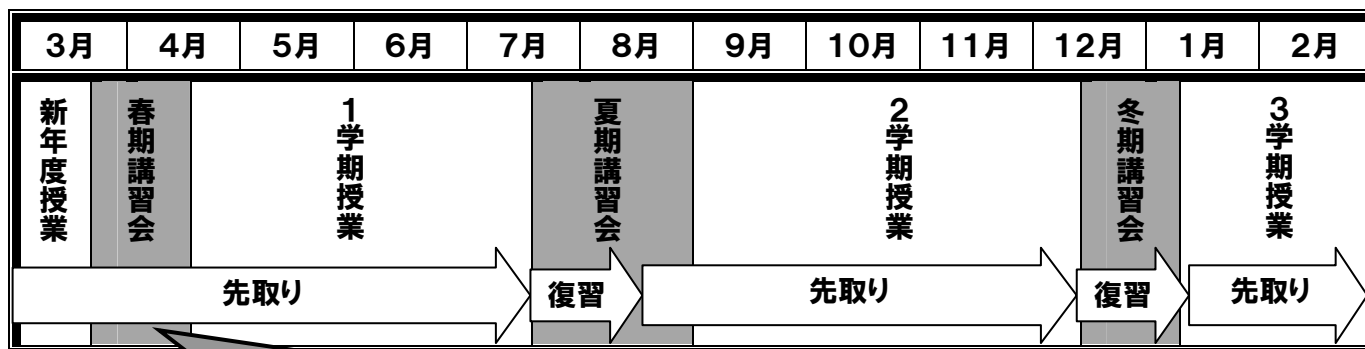 3月 4月 5月 6月 7月 8月 9月 10月 11月 12月 1月 2月
新年度授業
春期講習会
1学期授業
夏期講習会
2学期授業
冬期講習会
3学期授業
先取り 復習 先取り 復習 先取り